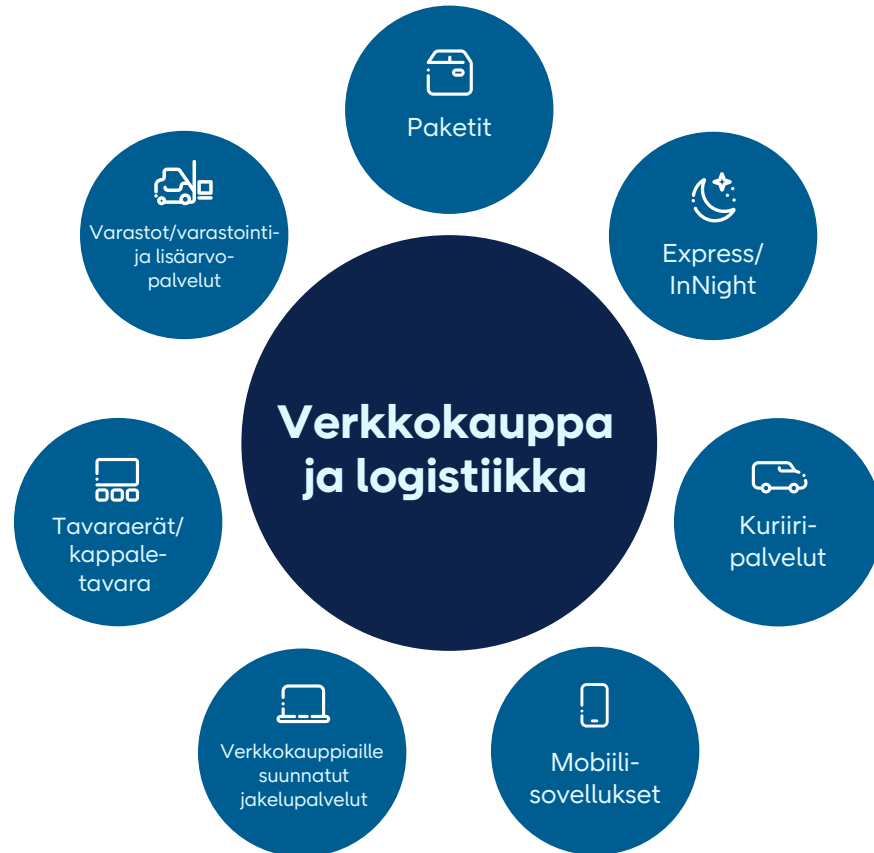 Paketit
Express/
InNight
Kuriiri-
palvelut
Mobiili-
sovellukset
Verkkokauppiaille
suunnatut
jakelupalvelut
Tavaraerät/
kappale-
tavara
Varastot/varastointi-
ja lisäarvo-
palvelut
Verkkokauppa
ja logistiikka